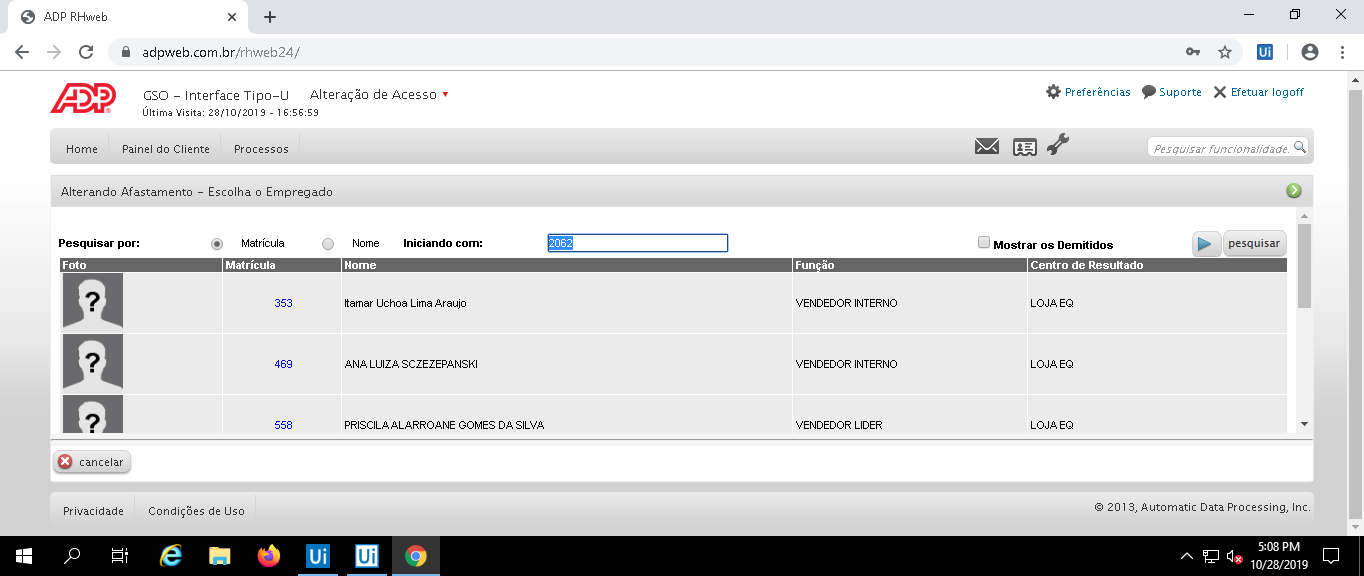 ADP RHweb
adpweb.com.br/rhweb24/
Ui
ADP
GSO - Interface Tipo-U Alteração de Acesso
Última Visita: 28/10/2019 - 16:56:59
Preferências Suporte Efetuar logoff
Home Painel do Cliente Processos
Pesquisar funcionalidade.
Alterando Afastamento - Escolha o Empregado
Pesquisar por: Matrícula Nome Iniciando com: 2062 Mostrar os Demitidos pesquisar
Foto Matrícula Nome Função Centro de Resultado
? 353 Itamar Uchoa Lima Araujo VENDEDOR INTERNO LOJA EQ
? 469 ANA LUIZA SCZEZEPANSKI VENDEDOR INTERNO LOJA EQ
? 558 PRISCILA ALARROANE GOMES DA SILVA VENDEDOR LIDER LOJA EQ
cancelar
Privacidade Condições de Uso
© 2013, Automatic Data Processing, Inc.
Ui Ui
5:08 PM
10/28/2019